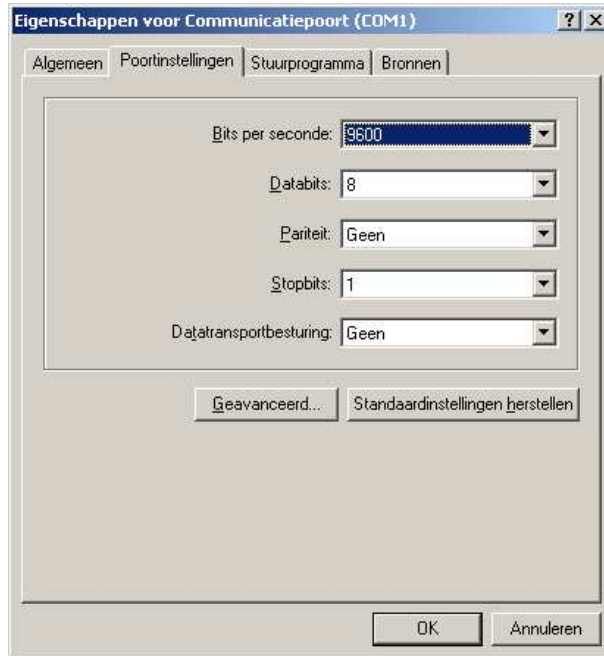 Eigenschappen voor Communicatiepoort (COM1)
Algemeen Poortinstellingen Stuurprogramma Bronnen
Bits per seconde: 9600
Databits: 8
Pariteit: Geen
Stopbits: 1
Datatransportbesturing: Geen
Geavanceerd... Standaardinstellingen herstellen
OK Annuleren